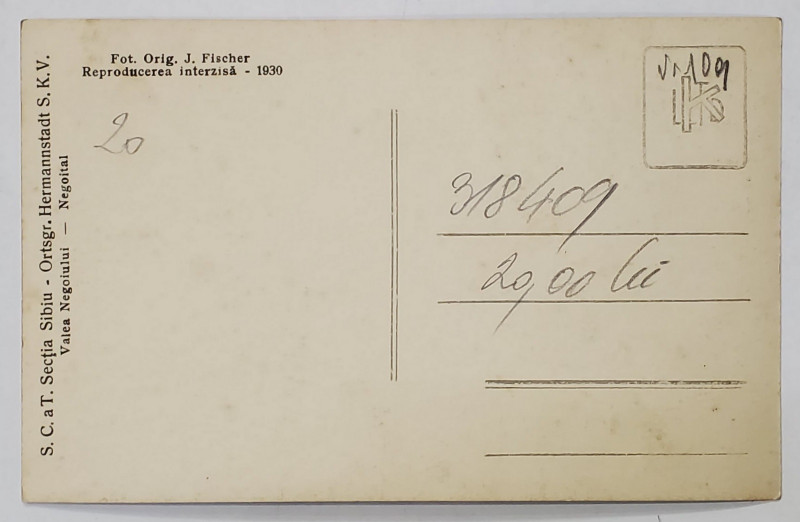 Fot. Orig. J. Fischer
Reproducerea interzisă - 1930
S. C. a T. Secția Sibiu - Ortsgr. Hermannstadt S. K. V.
Valea Negoiului — Negoital
20
318409
20,00 lei